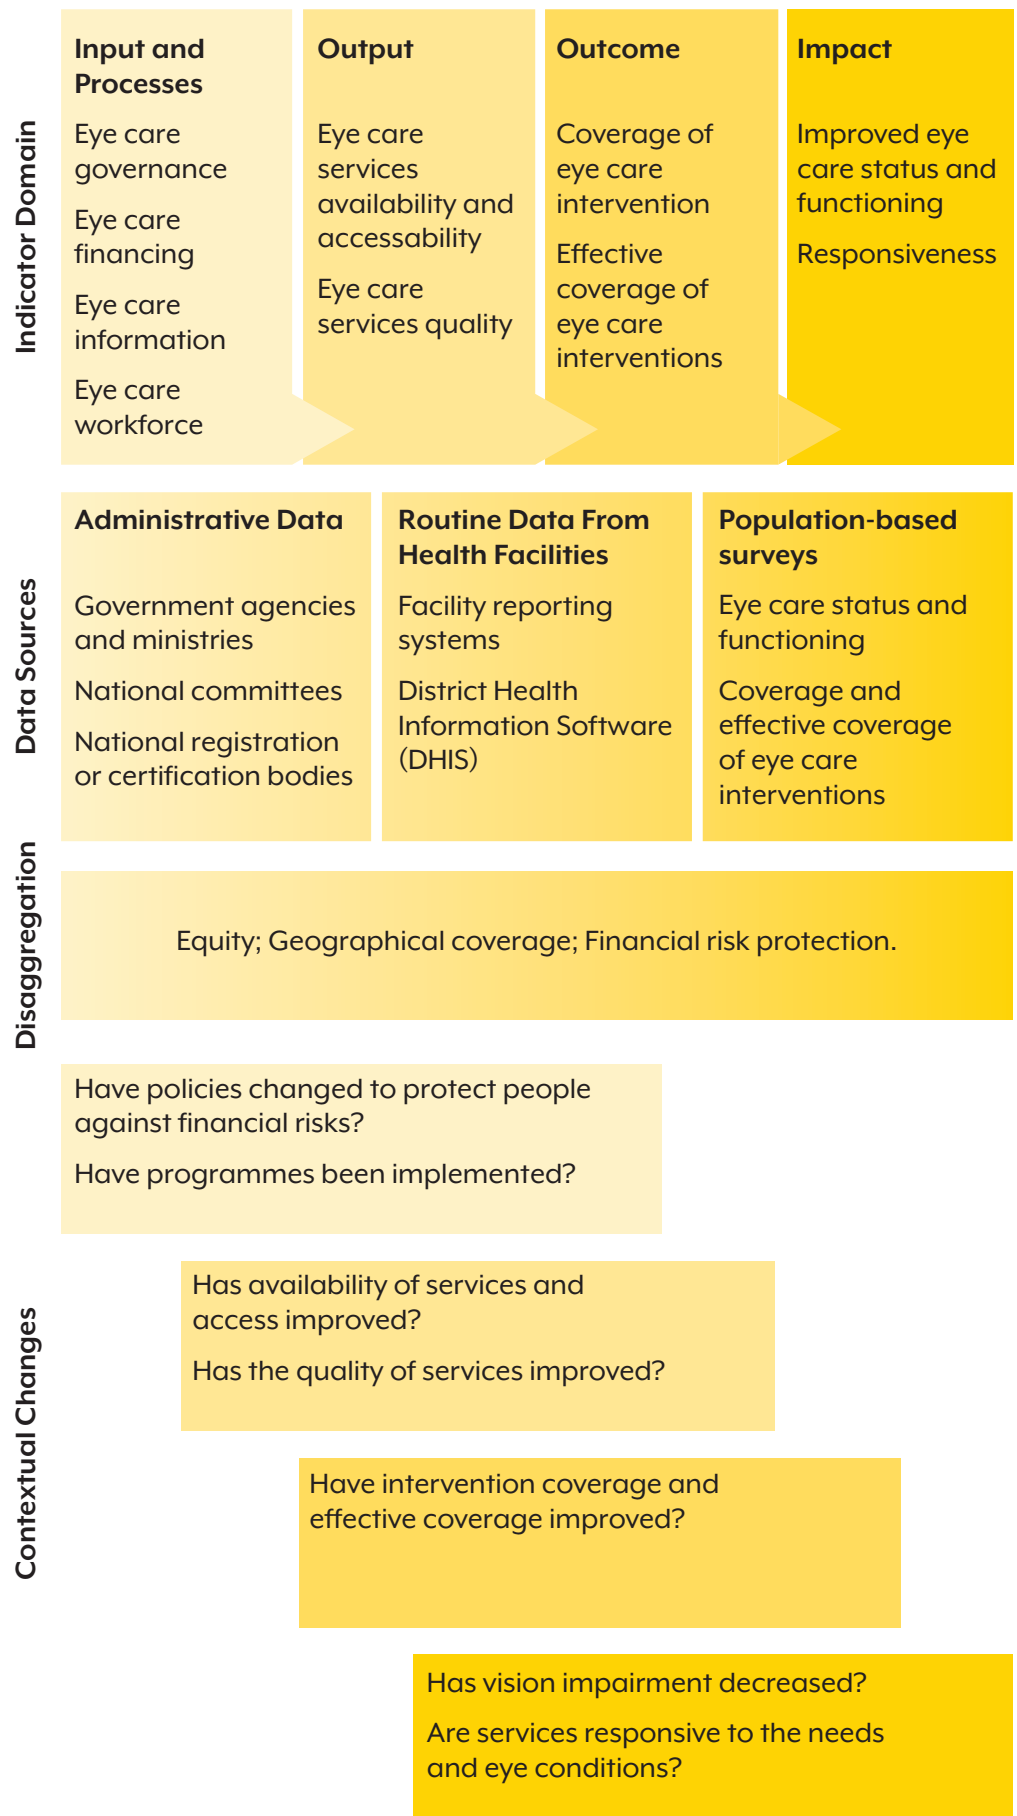 Indicator Domain
Input and
Processes
Eye care
governance
Eye care
financing
Eye care
information
Eye care
workforce
Output
Eye care
services
availability and
accessability
Eye care
services quality
Outcome
Coverage of
eye care
intervention
Effective
coverage of
eye care
interventions
Impact
Improved eye
care status and
functioning
Responsiveness
Data Sources
Administrative Data
Government agencies
and ministries
National committees
National registration
or certification bodies
Routine Data From
Health Facilities
Facility reporting
systems
District Health
Information Software
(DHIS)
Population-based
surveys
Eye care status and
functioning
Coverage and
effective coverage
of eye care
interventions
Disaggregation
Equity; Geographical coverage; Financial risk protection.
Contextual Changes
Have policies changed to protect people
against financial risks?
Have programmes been implemented?
Has availability of services and
access improved?
Has the quality of services improved?
Have intervention coverage and
effective coverage improved?
Has vision impairment decreased?
Are services responsive to the needs
and eye conditions?